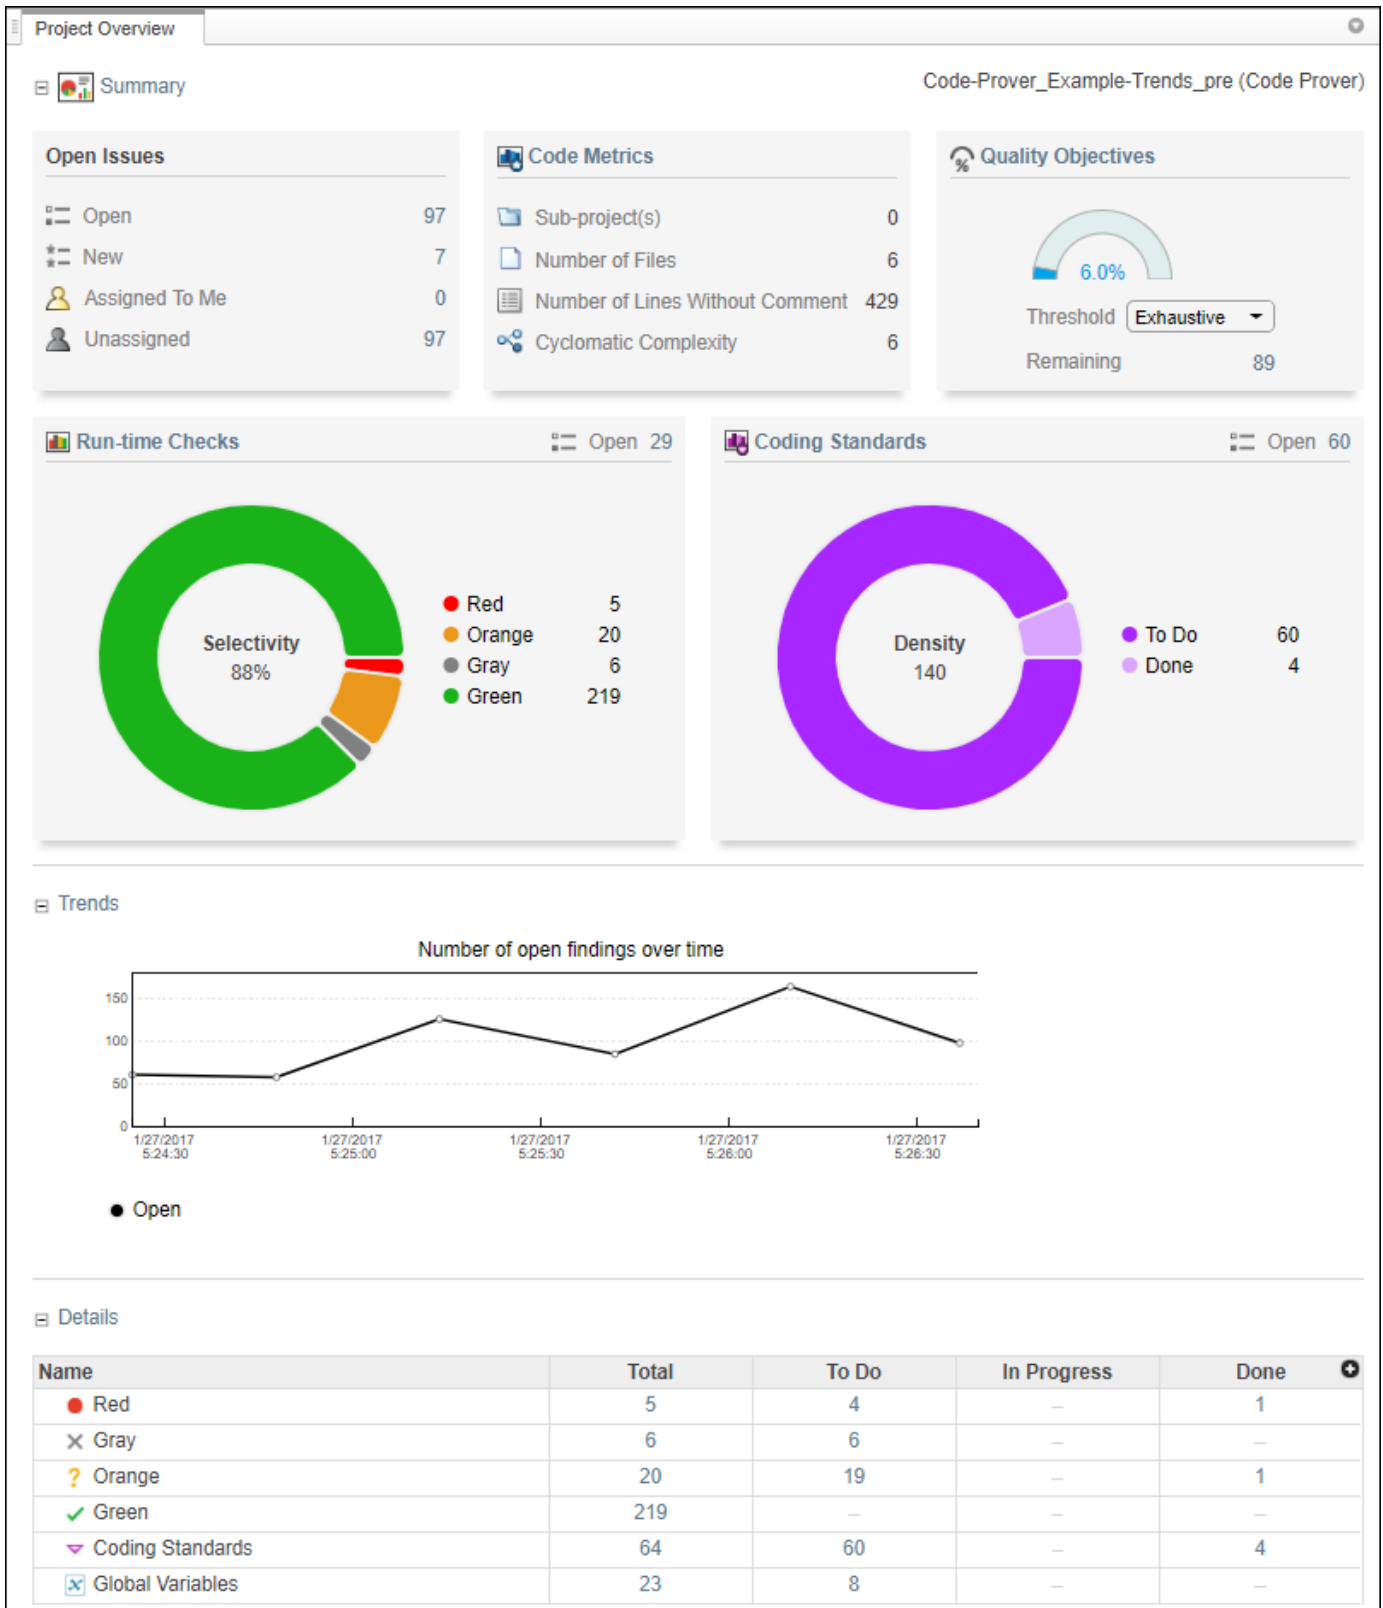 Project Overview
Summary
Code-Prover_Example-Trends_pre (Code Prover)
Open Issues
Open 97
New 7
Assigned To Me 0
Unassigned 97
Code Metrics
Sub-project(s) 0
Number of Files 6
Number of Lines Without Comment 429
Cyclomatic Complexity 6
Quality Objectives
6.0%
Threshold Exhaustive
Remaining 89
Run-time Checks Open 29
Selectivity
88%
Red 5
Orange 20
Gray 6
Green 219
Coding Standards Open 60
Density
140
To Do 60
Done 4
Trends
Number of open findings over time
150
100
50
0
1/27/2017 1/27/2017 1/27/2017 1/27/2017 1/27/2017
5:24:30 5:25:00 5:25:30 5:26:00 5:26:30
Open
Details
Name Total To Do In Progress Done
Red 5 4 – 1
Gray 6 6 – –
? Orange 20 19 – 1
Green 219 – – –
Coding Standards 64 60 – 4
x Global Variables 23 8 – –